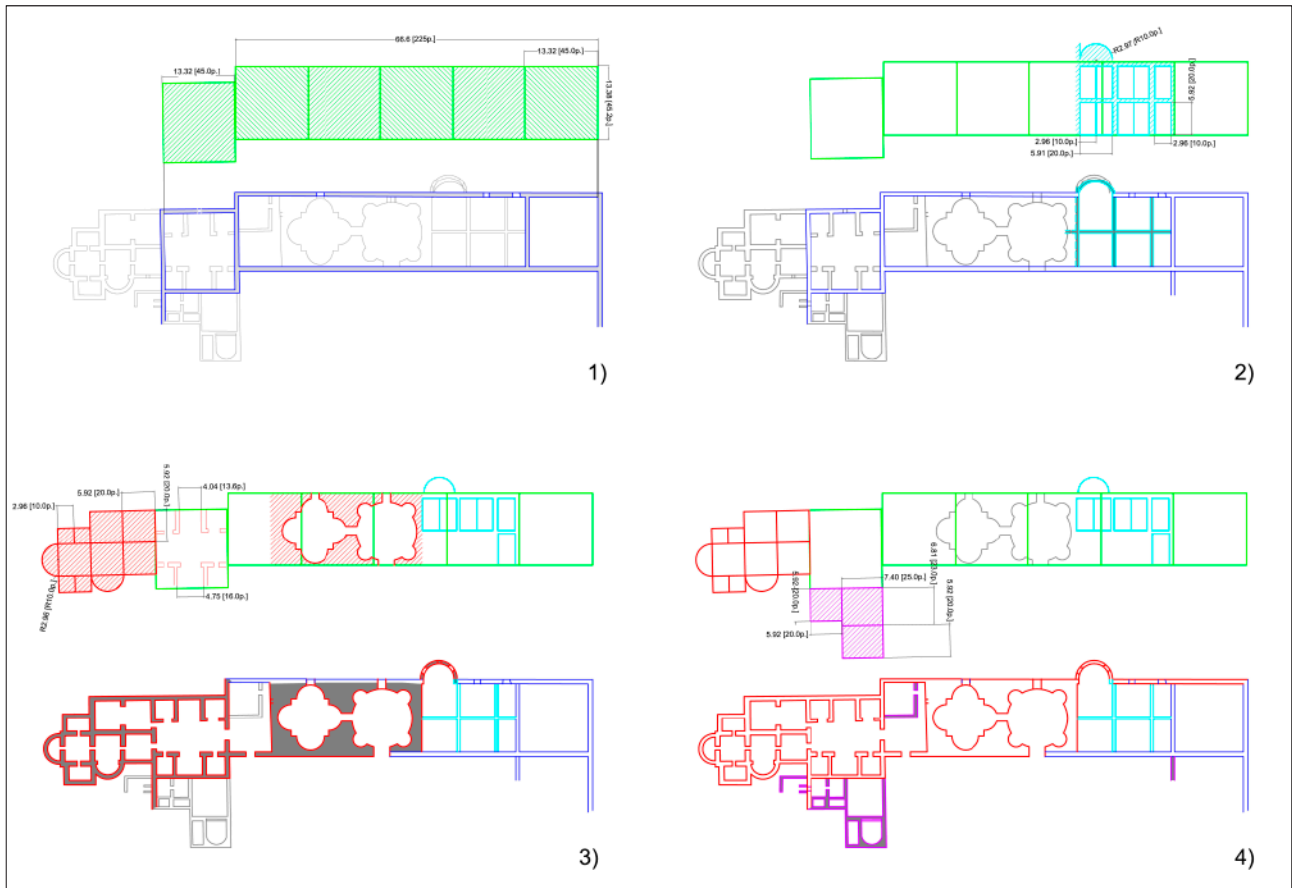 66.6 [225p.]
13.32 [45.0p.]
13.32 [45.0p.]
13.38 [45.2p.]
1)
R2.97 [R10.0p.]
5.92 [20.0p.]
2.96 [10.0p.]
2.96 [10.0p.]
5.91 [20.0p.]
2)
5.92 [20.0p.]
5.92 [20.0p.]
4.04 [13.6p.]
2.96 [10.0p.]
4.75 [16.0p.]
R2.96 [R10.0p.]
3)
6.81 [23.0p.]
7.40 [25.0p.]
5.92 [20.0p.]
5.92 [20.0p.]
5.92 [20.0p.]
4)